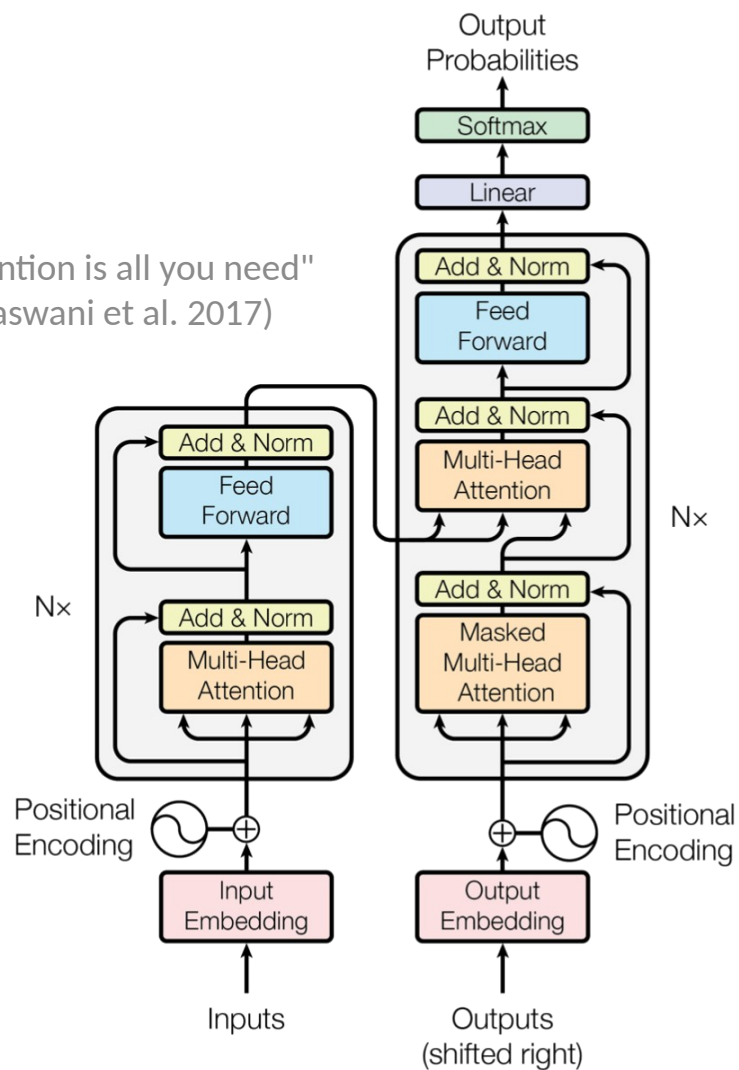 Output
Probabilities
Softmax
Linear
ntion is all you need"
aswani et al. 2017)
Add & Norm
Feed
Forward
Add & Norm
Multi-Head
Attention
Nx
Add & Norm
Masked
Multi-Head
Attention
Add & Norm
Feed
Forward
Nx
Add & Norm
Multi-Head
Attention
Positional
Encoding
Positional
Encoding
Input
Embedding
Output
Embedding
Inputs
Outputs
(shifted right)